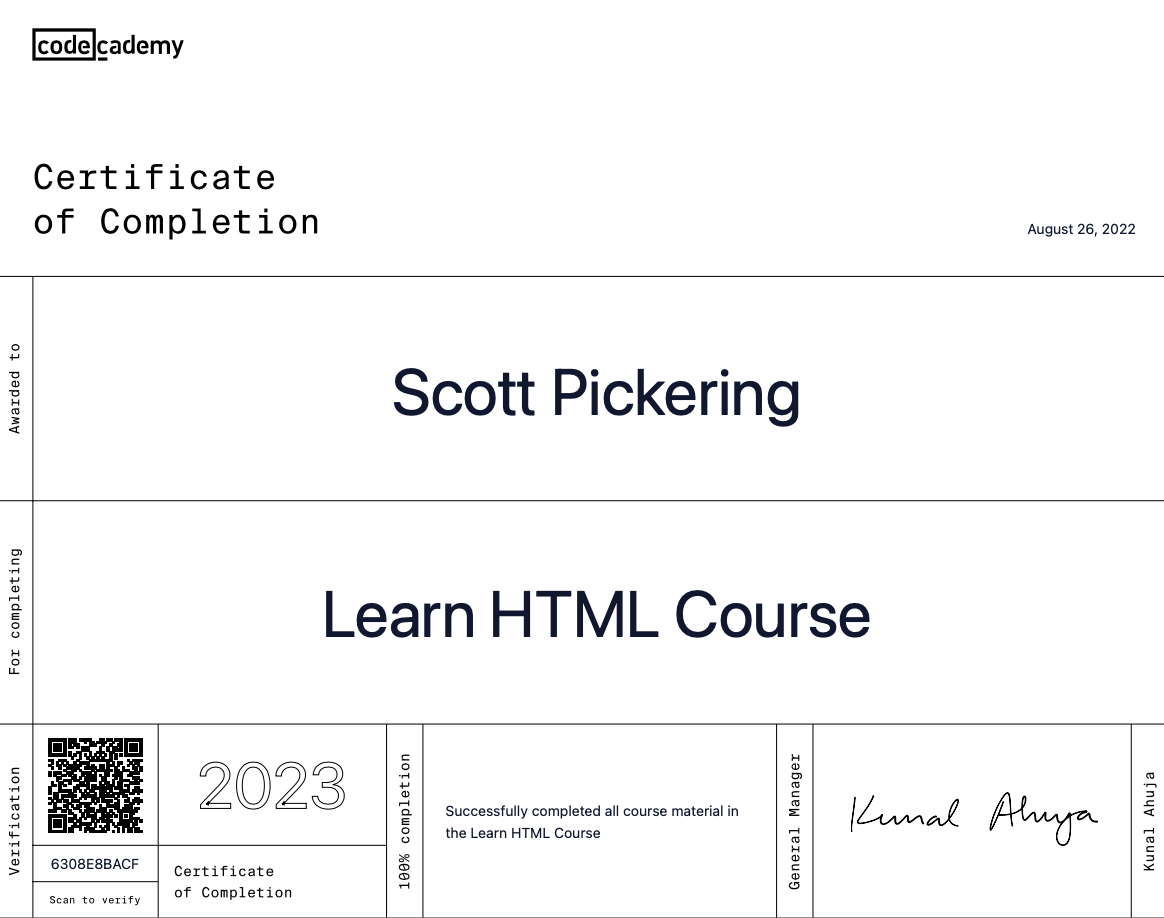 codecademy
Certificate
of Completion
August 26, 2022
Awarded to
Scott Pickering
For completing
Learn HTML Course
Verification
6308E8BACF
Scan to verify
2023
Certificate
of Completion
100% completion
Successfully completed all course material in
the Learn HTML Course
General Manager
Kunal Ahuja
Kunal Ahuja